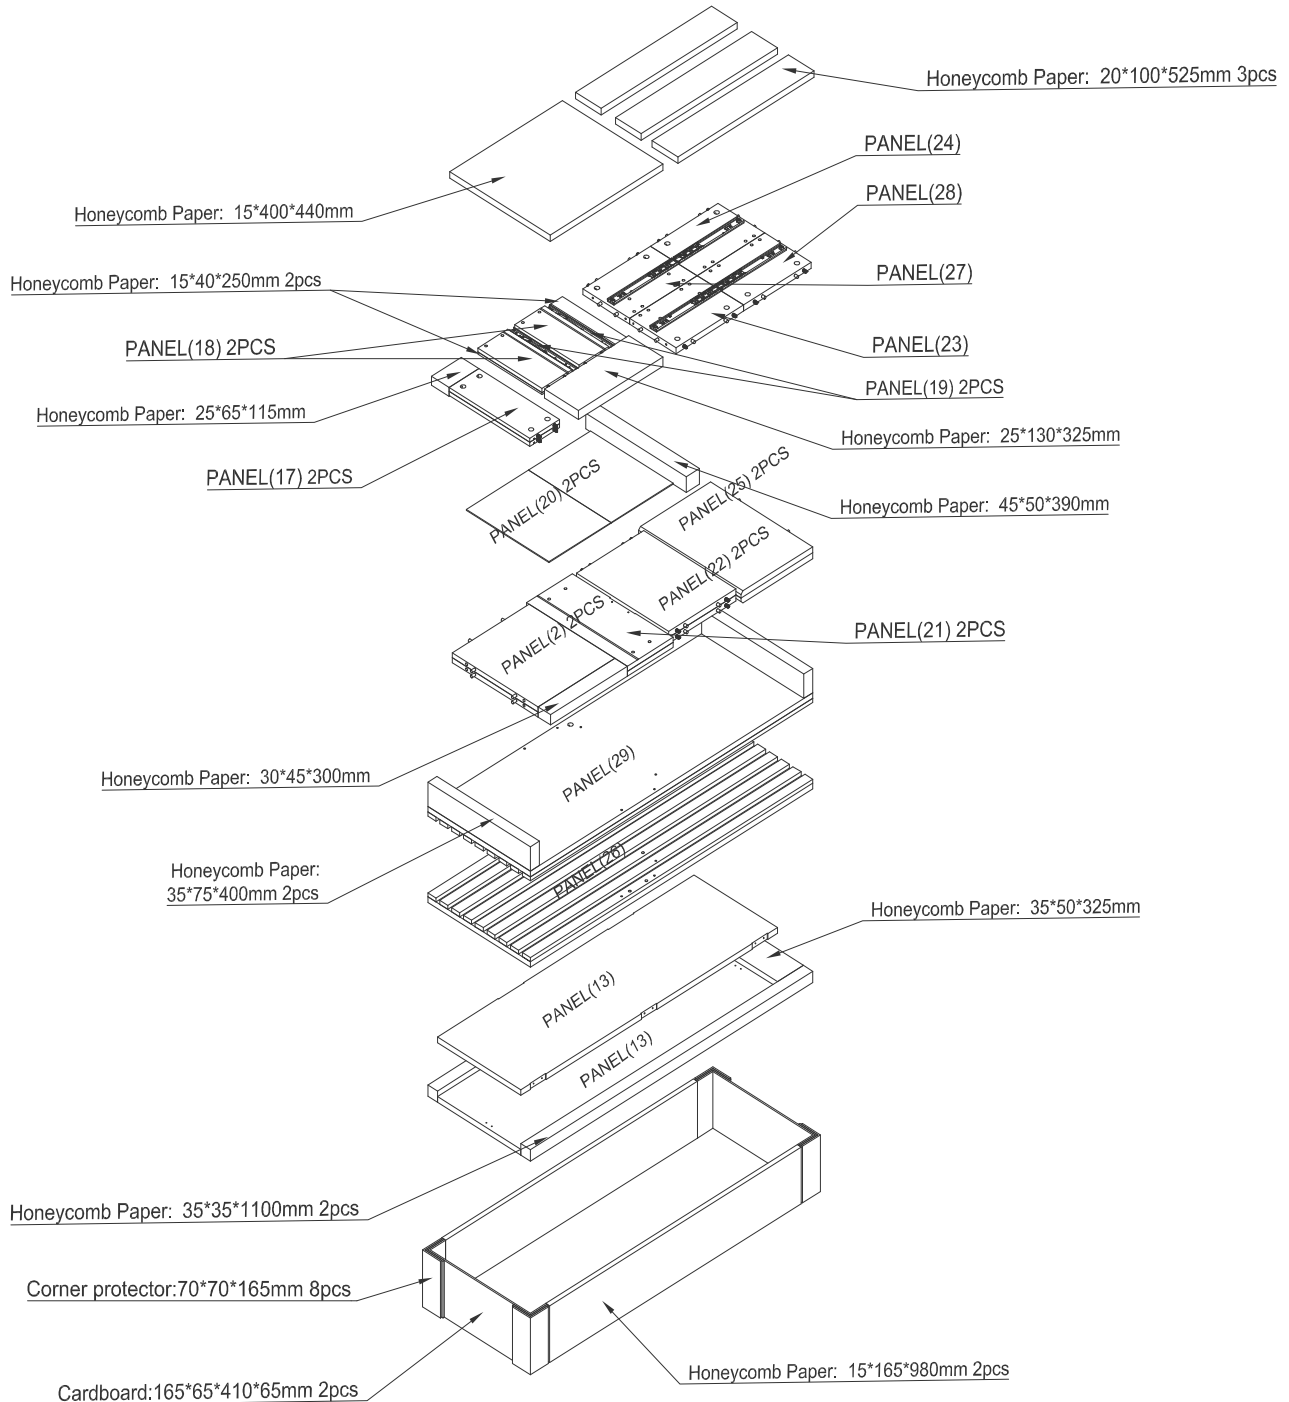 Honeycomb Paper: 20*100*525mm 3pcs
PANEL(24)
PANEL(28)
Honeycomb Paper: 15*400*440mm
PANEL(27)
Honeycomb Paper: 15*40*250mm 2pcs
PANEL(18) 2PCS
PANEL(23)
PANEL(19) 2PCS
Honeycomb Paper: 25*65*115mm
Honeycomb Paper: 25*130*325mm
PANEL(17) 2PCS
PANEL(20) 2PCS
PANEL(25) 2PCS
Honeycomb Paper: 45*50*390mm
PANEL(22) 2PCS
PANEL(2) 2PCS
PANEL(21) 2PCS
Honeycomb Paper: 30*45*300mm
PANEL(29)
Honeycomb Paper:
35*75*400mm 2pcs
PANEL(26)
Honeycomb Paper: 35*50*325mm
PANEL(13)
PANEL(13)
Honeycomb Paper: 35*35*1100mm 2pcs
Corner protector:70*70*165mm 8pcs
Honeycomb Paper: 15*165*980mm 2pcs
Cardboard:165*65*410*65mm 2pcs